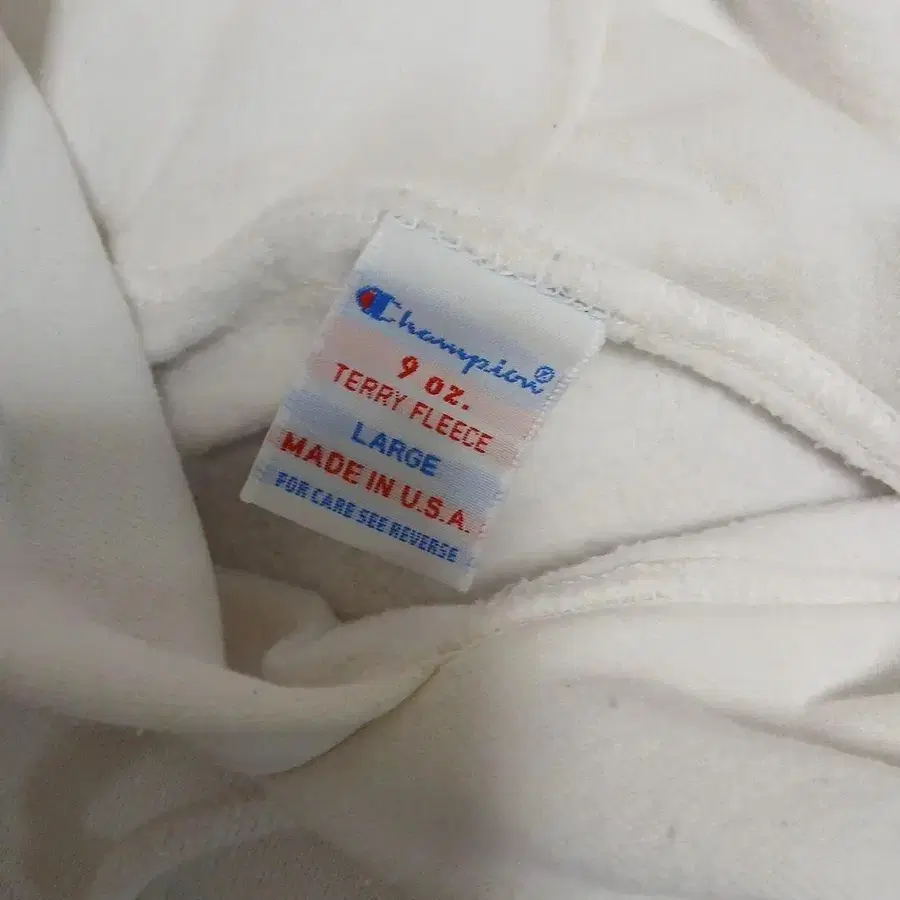 Champion®
9 oz.
TERRY FLEECE
LARGE
MADE IN U.S.A.
FOR CARE SEE REVERSE